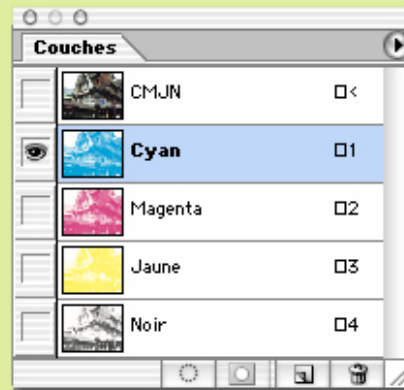 Couches
CMJN □<
Cyan □1
Magenta □2
Jaune □3
Noir □4